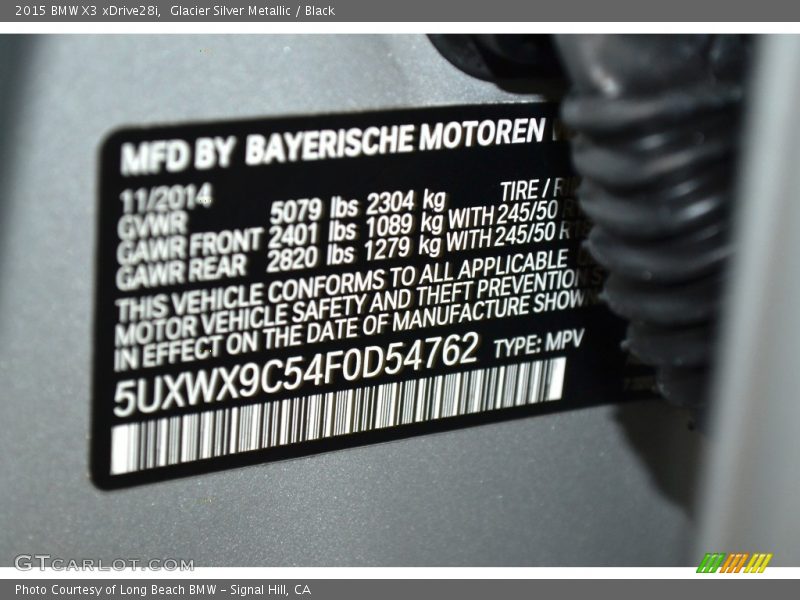 2015 BMW X3 xDrive28i,  Glacier Silver Metallic / Black
MFD BY BAYERISCHE MOTOREN
11/2014 TIRE /
GVWR 5079 lbs 2304 kg
GAWR FRONT 2401 lbs 1089 kg WITH 245/50
GAWR REAR 2820 lbs 1279 kg WITH 245/50
THIS VEHICLE CONFORMS TO ALL APPLICABLE
MOTOR VEHICLE SAFETY AND THEFT PREVENTION
IN EFFECT ON THE DATE OF MANUFACTURE SHOWN
5UXWX9C54F0D54762 TYPE: MPV
GTCARLOT.COM
Photo Courtesy of Long Beach BMW - Signal Hill, CA